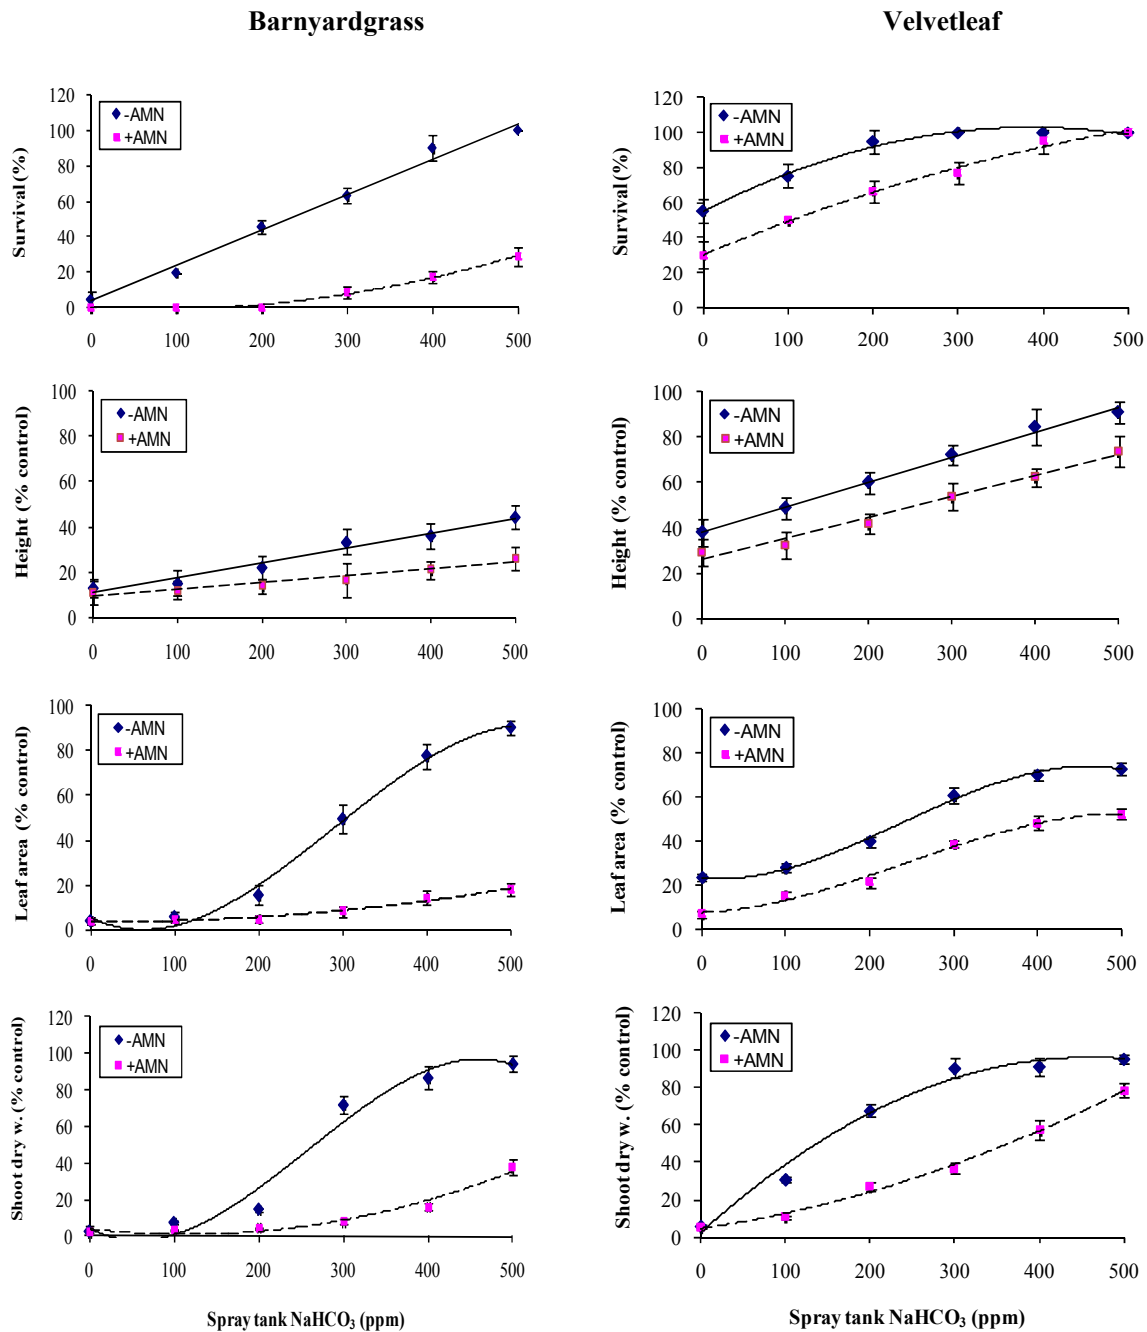 Barnyardgrass
Velvetleaf
Survival (%)
120
100
80
60
40
20
0
-AMN
+AMN
0 100 200 300 400 500
Survival (%)
120
100
80
60
40
20
0
-AMN
+AMN
0 100 200 300 400 500
Height (% control)
100
80
60
40
20
0
-AMN
+AMN
0 100 200 300 400 500
Height (% control)
100
80
60
40
20
0
-AMN
+AMN
0 100 200 300 400 500
Leaf area (% control)
100
80
60
40
20
0
-AMN
+AMN
0 100 200 300 400 500
Leaf area (% control)
100
80
60
40
20
0
-AMN
+AMN
0 100 200 300 400 500
Shoot dry w. (% control)
120
100
80
60
40
20
0
-AMN
+AMN
0 100 200 300 400 500
Spray tank NaHCO₃ (ppm)
Shoot dry w. (% control)
120
100
80
60
40
20
0
-AMN
+AMN
0 100 200 300 400 500
Spray tank NaHCO₃ (ppm)